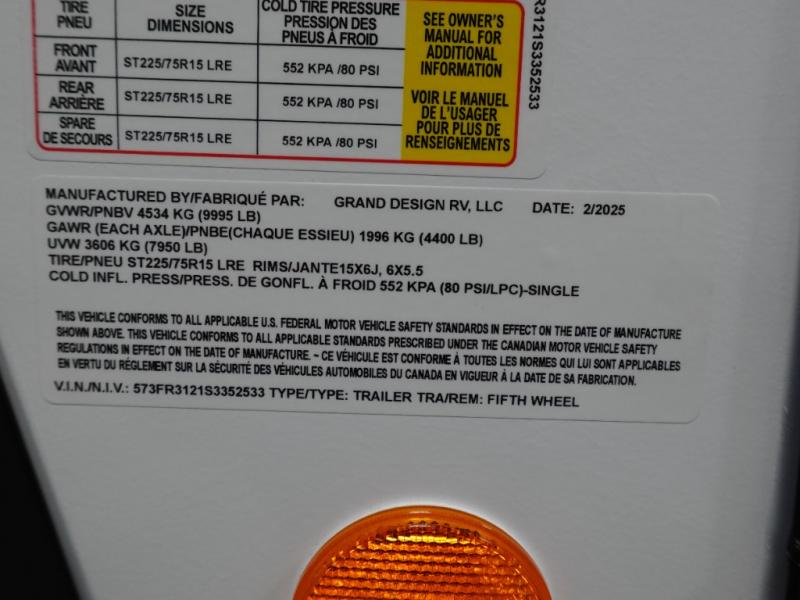 TIRE SIZE COLD TIRE PRESSURE
PNEU DIMENSIONS PRESSION DES
PNEUS À FROID
FRONT
AVANT ST225/75R15 LRE 552 KPA /80 PSI
REAR
ARRIÈRE ST225/75R15 LRE 552 KPA /80 PSI
SPARE
DE SECOURS ST225/75R15 LRE 552 KPA /80 PSI
SEE OWNER'S
MANUAL FOR
ADDITIONAL
INFORMATION
VOIR LE MANUEL
DE L'USAGER
POUR PLUS DE
RENSEIGNEMENTS
R3121S3352533
MANUFACTURED BY/FABRIQUÉ PAR: GRAND DESIGN RV, LLC DATE: 2/2025
GVWR/PNBV 4534 KG (9995 LB)
GAWR (EACH AXLE)/PNBE(CHAQUE ESSIEU) 1996 KG (4400 LB)
UVW 3606 KG (7950 LB)
TIRE/PNEU ST225/75R15 LRE RIMS/JANTE15X6J, 6X5.5
COLD INFL. PRESS/PRESS. DE GONFL. À FROID 552 KPA (80 PSI/LPC)-SINGLE
THIS VEHICLE CONFORMS TO ALL APPLICABLE U.S. FEDERAL MOTOR VEHICLE SAFETY STANDARDS IN EFFECT ON THE DATE OF MANUFACTURE
SHOWN ABOVE. THIS VEHICLE CONFORMS TO ALL APPLICABLE STANDARDS PRESCRIBED UNDER THE CANADIAN MOTOR VEHICLE SAFETY
REGULATIONS IN EFFECT ON THE DATE OF MANUFACTURE. ~ CE VÉHICULE EST CONFORME À TOUTES LES NORMES QUI LUI SONT APPLICABLES
EN VERTU DU RÉGLEMENT SUR LA SÉCURITÉ DES VÉHICULES AUTOMOBILES DU CANADA EN VIGUEUR À LA DATE DE SA FABRICATION.
V.I.N./N.I.V.: 573FR3121S3352533 TYPE/TYPE: TRAILER TRA/REM: FIFTH WHEEL